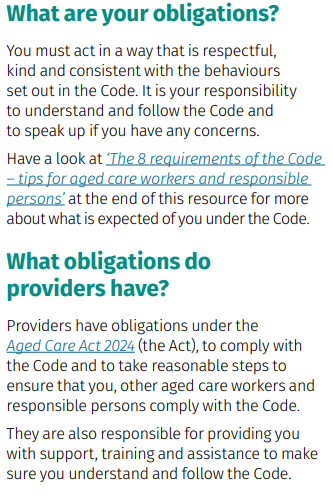 What are your obligations?
You must act in a way that is respectful,
kind and consistent with the behaviours
set out in the Code. It is your responsibility
to understand and follow the Code and
to speak up if you have any concerns.
Have a look at ‘The 8 requirements of the Code
– tips for aged care workers and responsible
persons’ at the end of this resource for more
about what is expected of you under the Code.
What obligations do
providers have?
Providers have obligations under the
Aged Care Act 2024 (the Act), to comply with
the Code and to take reasonable steps to
ensure that you, other aged care workers and
responsible persons comply with the Code.
They are also responsible for providing you
with support, training and assistance to make
sure you understand and follow the Code.